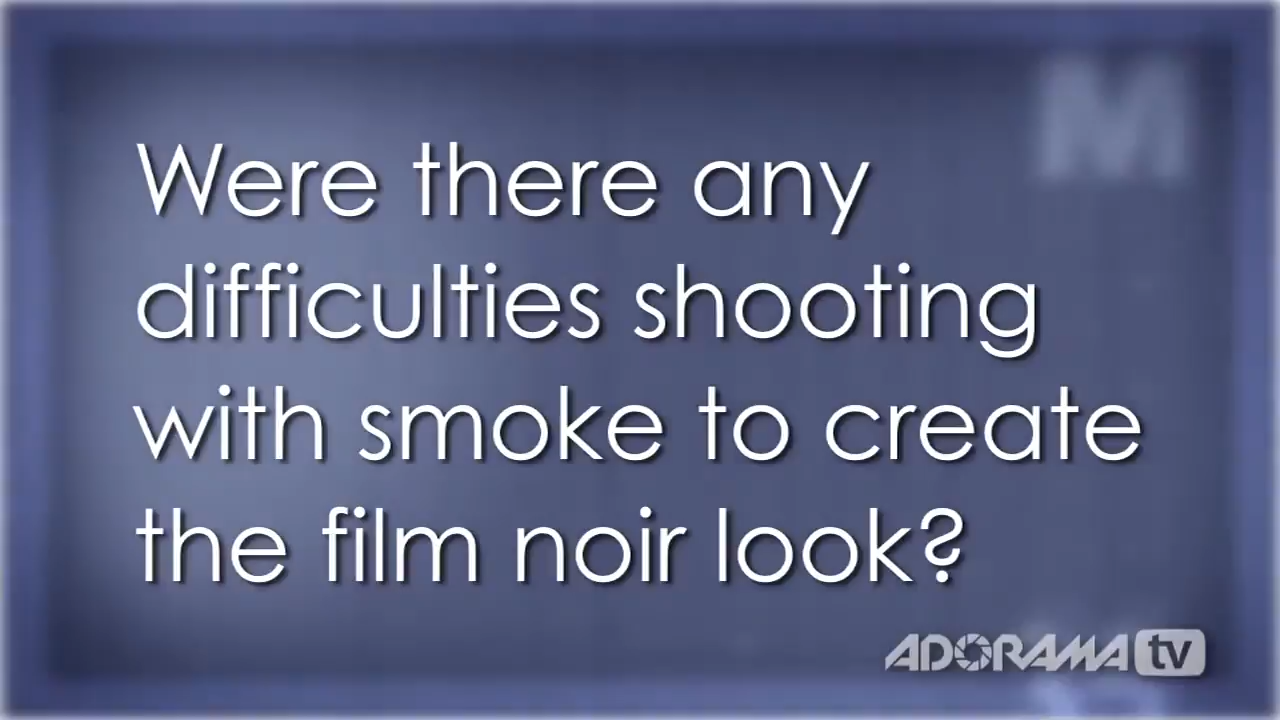 Were there any
difficulties shooting
with smoke to create
the film noir look?
ADORAMA tv